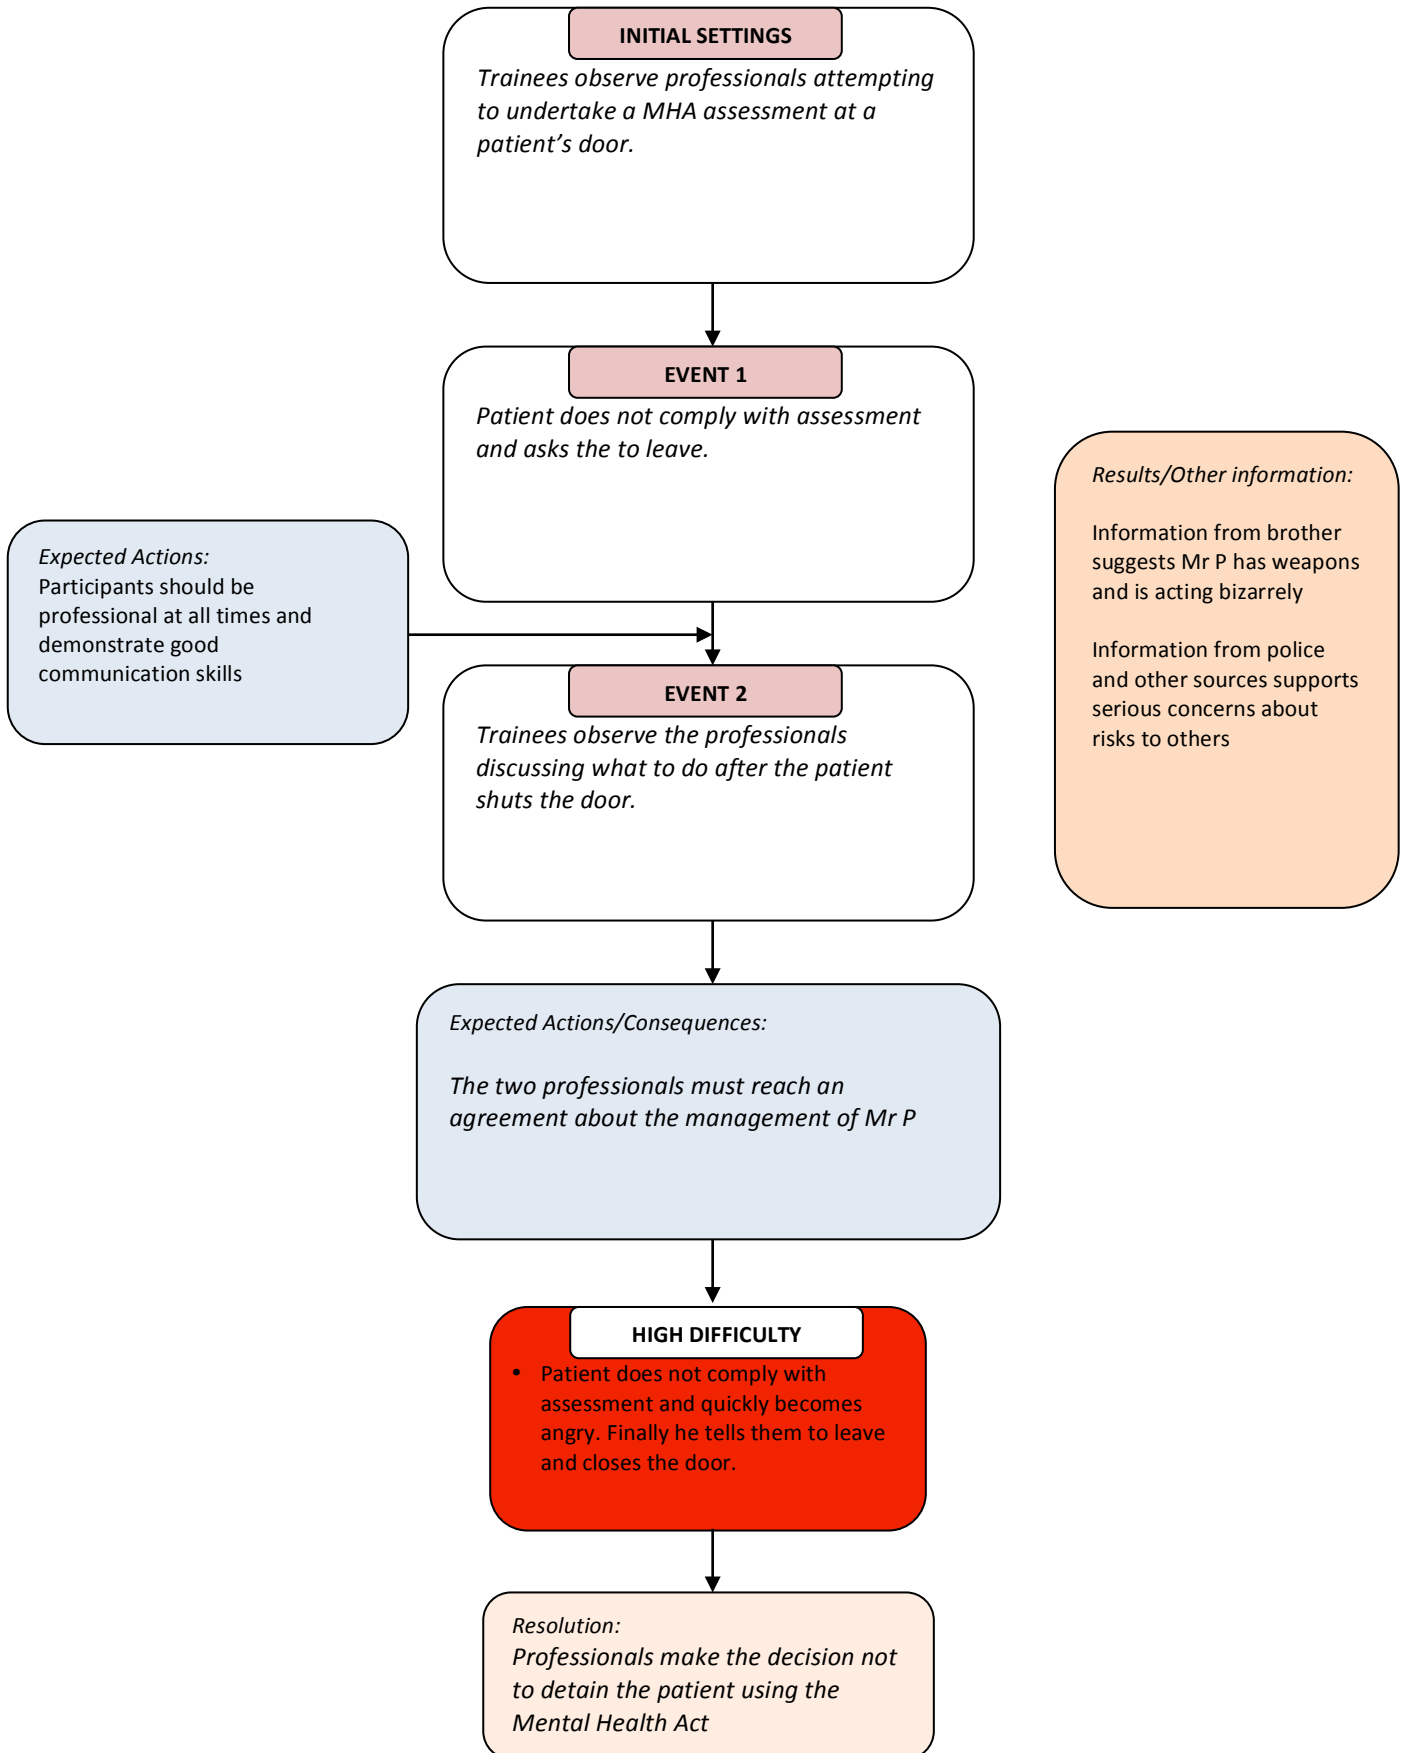 INITIAL SETTINGS
Trainees observe professionals attempting
to undertake a MHA assessment at a
patient’s door.
EVENT 1
Patient does not comply with assessment
and asks the to leave.
Expected Actions:
Participants should be
professional at all times and
demonstrate good
communication skills
Results/Other information:
Information from brother
suggests Mr P has weapons
and is acting bizarrely
Information from police
and other sources supports
serious concerns about
risks to others
EVENT 2
Trainees observe the professionals
discussing what to do after the patient
shuts the door.
Expected Actions/Consequences:
The two professionals must reach an
agreement about the management of Mr P
HIGH DIFFICULTY
• Patient does not comply with
assessment and quickly becomes
angry. Finally he tells them to leave
and closes the door.
Resolution:
Professionals make the decision not
to detain the patient using the
Mental Health Act